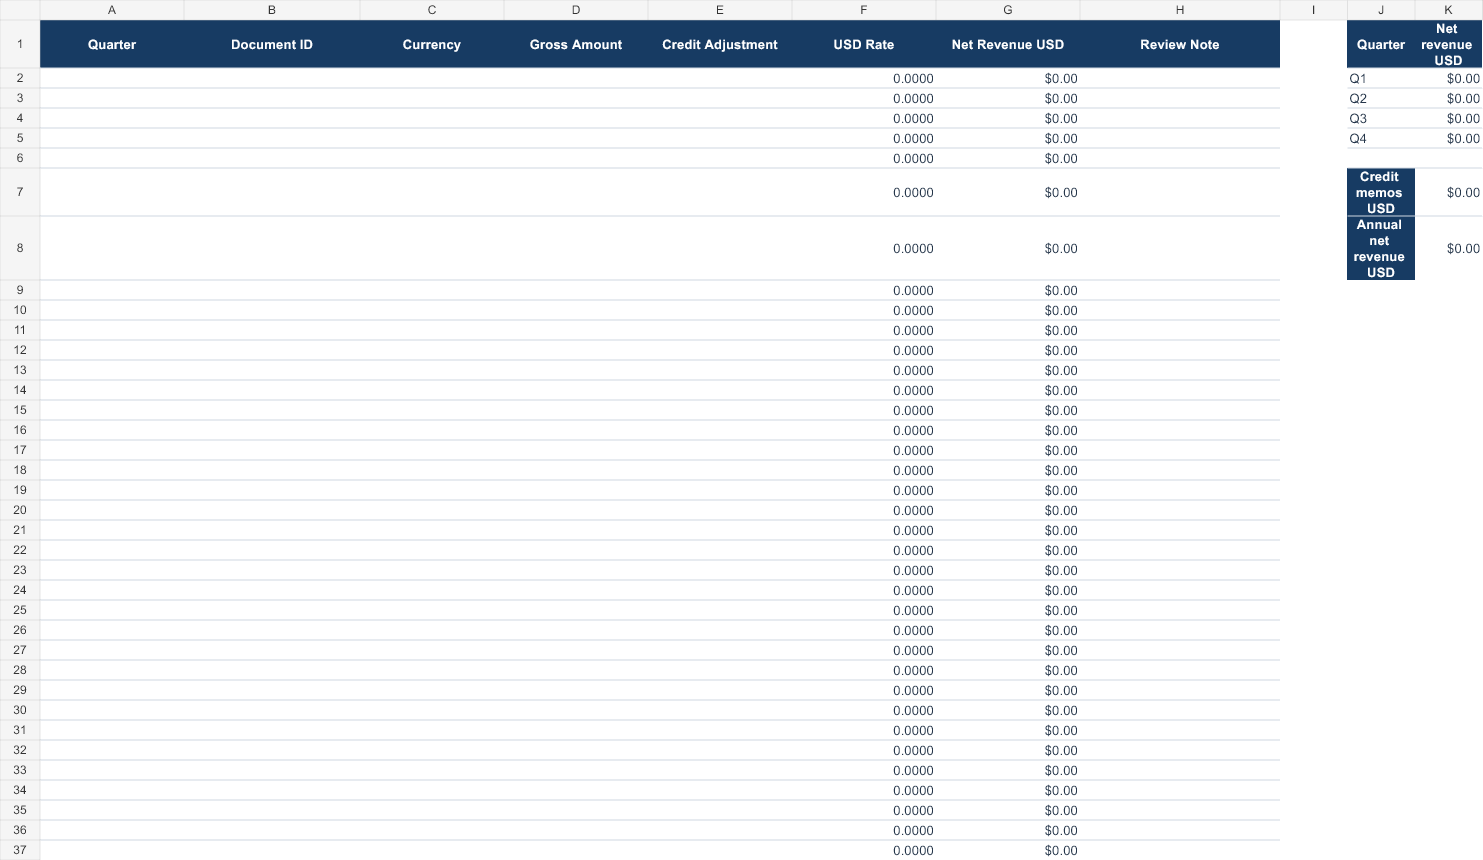 A B C D E F G H I J K
1 Quarter Document ID Currency Gross Amount Credit Adjustment USD Rate Net Revenue USD Review Note Quarter Net revenue USD
2 0.0000 $0.00 Q1 $0.00
3 0.0000 $0.00 Q2 $0.00
4 0.0000 $0.00 Q3 $0.00
5 0.0000 $0.00 Q4 $0.00
6 0.0000 $0.00
7 0.0000 $0.00 Credit memos USD $0.00
8 0.0000 $0.00 Annual net revenue USD $0.00
9 0.0000 $0.00
10 0.0000 $0.00
11 0.0000 $0.00
12 0.0000 $0.00
13 0.0000 $0.00
14 0.0000 $0.00
15 0.0000 $0.00
16 0.0000 $0.00
17 0.0000 $0.00
18 0.0000 $0.00
19 0.0000 $0.00
20 0.0000 $0.00
21 0.0000 $0.00
22 0.0000 $0.00
23 0.0000 $0.00
24 0.0000 $0.00
25 0.0000 $0.00
26 0.0000 $0.00
27 0.0000 $0.00
28 0.0000 $0.00
29 0.0000 $0.00
30 0.0000 $0.00
31 0.0000 $0.00
32 0.0000 $0.00
33 0.0000 $0.00
34 0.0000 $0.00
35 0.0000 $0.00
36 0.0000 $0.00
37 0.0000 $0.00